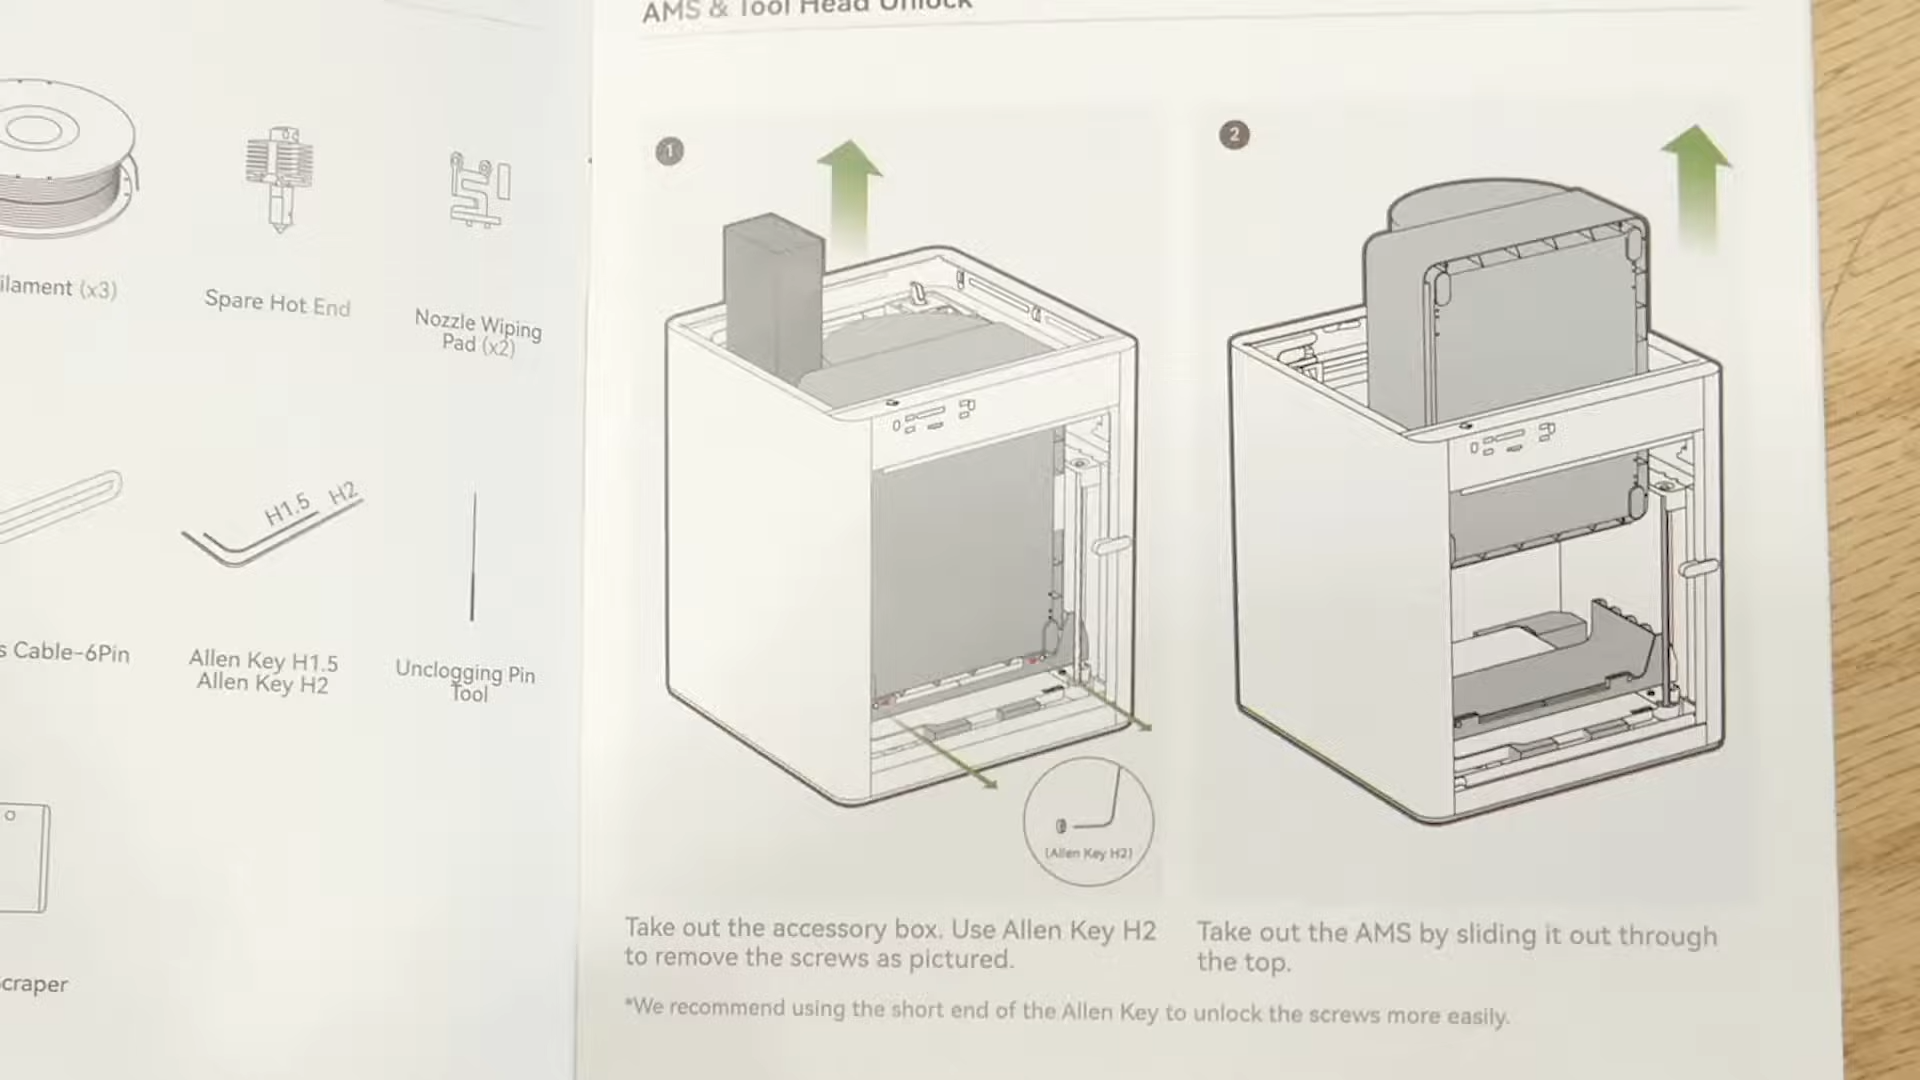 AMS & Tool Head Unlock
ilament (x3)
Spare Hot End
Nozzle Wiping
Pad (x2)
H1.5 H2
s Cable-6Pin
Allen Key H1.5
Allen Key H2
Unclogging Pin
Tool
craper
1
(Allen Key H2)
Take out the accessory box. Use Allen Key H2
to remove the screws as pictured.
2
Take out the AMS by sliding it out through
the top.
*We recommend using the short end of the Allen Key to unlock the screws more easily.